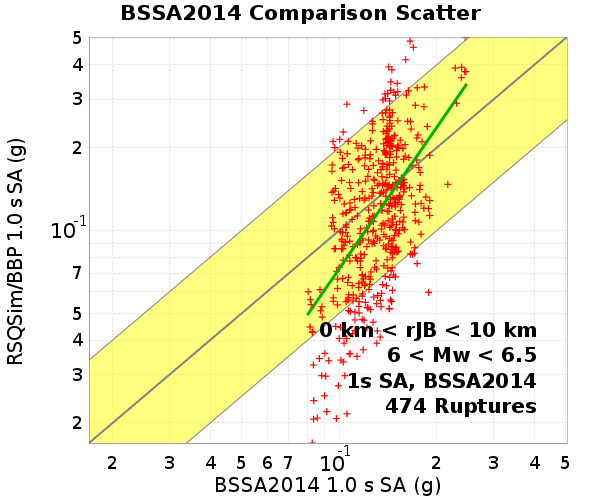 BSSA2014 Comparison Scatter
RSQSim/BBP 1.0 s SA (g)
5
4
3
2
10-1
7
5
4
3
2
0 km < rJB < 10 km
6 < Mw < 6.5
1s SA, BSSA2014
474 Ruptures
2 3 4 5 6 7 10-1 2 3 4 5
BSSA2014 1.0 s SA (g)